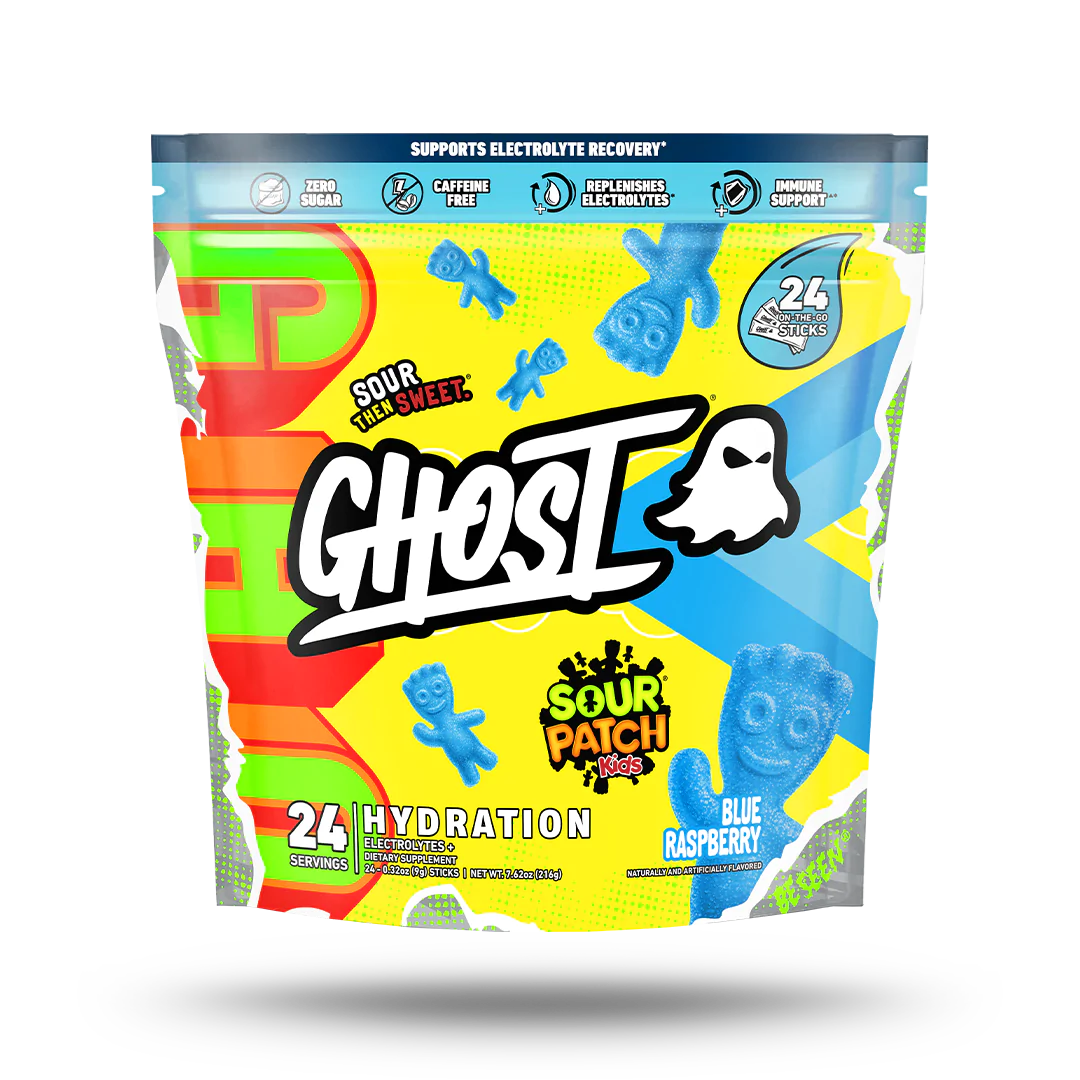 SUPPORTS ELECTROLYTE RECOVERY*
ZERO
SUGAR
CAFFEINE
FREE
REPLENISHES
ELECTROLYTES*
IMMUNE
SUPPORT
24
ON-THE-GO
STICKS
SOUR
THEN SWEET.®
GHOST®
SOUR
PATCH
Kids
®
24
SERVINGS
HYDRATION
ELECTROLYTES +
DIETARY SUPPLEMENT
24 - 0.32oz (9g) STICKS | NET WT. 7.62oz (216g)
BLUE
RASPBERRY
NATURALLY AND ARTIFICIALLY FLAVORED
BE SEEN®